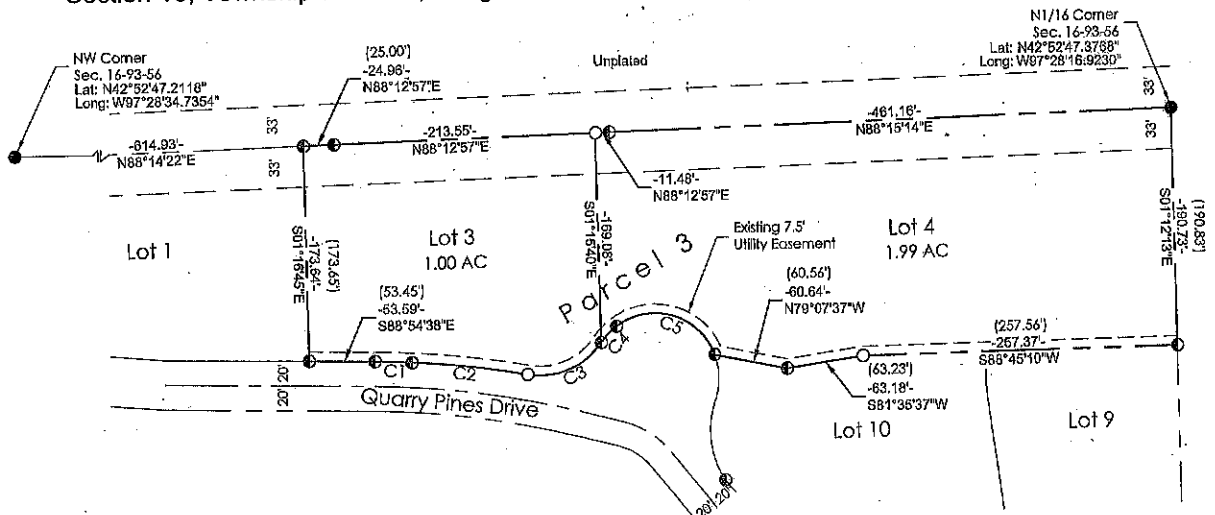 N1/16 Corner
Sec. 16-93-56
Lat: N42°52'47.3768"
Long: W97°28'16.9230"
NW Corner
Sec. 16-93-56
Lat: N42°52'47.2118"
Long: W97°28'34.7354"
(25.00')
-24.96'-
N88°12'57"E
Unplated
33'
33'
33'
33'
-614.93'-
N88°14'22"E
-213.55'-
N88°12'57"E
-461.16'-
N88°15'14"E
-11.48'-
N88°12'57"E
(173.65')
-173.64'-
S01°16'45"E
-169.08'-
S01°15'40"E
(190.83')
-190.73'-
S01°12'13"E
Lot 1
Lot 3
1.00 AC
Parcel 3
Existing 7.5'
Utility Easement
Lot 4
1.99 AC
(53.45')
-53.59'-
S88°54'38"E
(60.56')
-60.64'-
N79°07'37"W
(257.56')
-257.37'-
S88°45'10"W
(63.23')
-63.18'-
S81°35'37"W
C1
C2
C3
C4
C5
20'
20'
Quarry Pines Drive
Lot 10
Lot 9
20'
20'